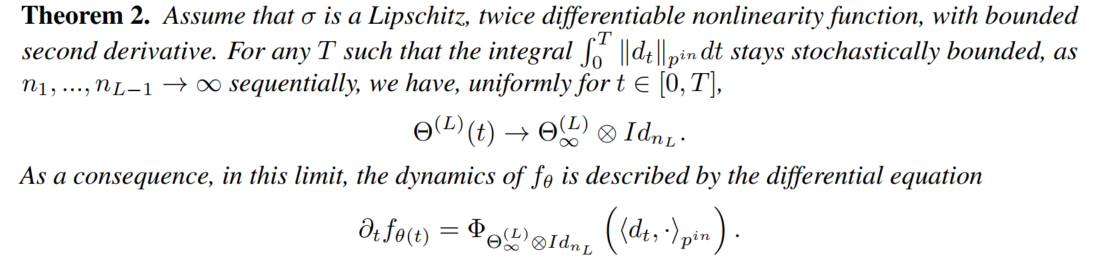 Theorem 2. Assume that σ is a Lipschitz, twice differentiable nonlinearity function, with bounded
second derivative. For any T such that the integral ∫₀ᵀ ‖d_t‖_{p^{in}} dt stays stochastically bounded, as
n₁, ..., n_{L−1} → ∞ sequentially, we have, uniformly for t ∈ [0, T],
Θ^{(L)}(t) → Θ_∞^{(L)} ⊗ Id_{n_L}.
As a consequence, in this limit, the dynamics of f_θ is described by the differential equation
∂_t f_{θ(t)} = Φ_{Θ_∞^{(L)} ⊗ Id_{n_L}} (⟨d_t, ·⟩_{p^{in}}).